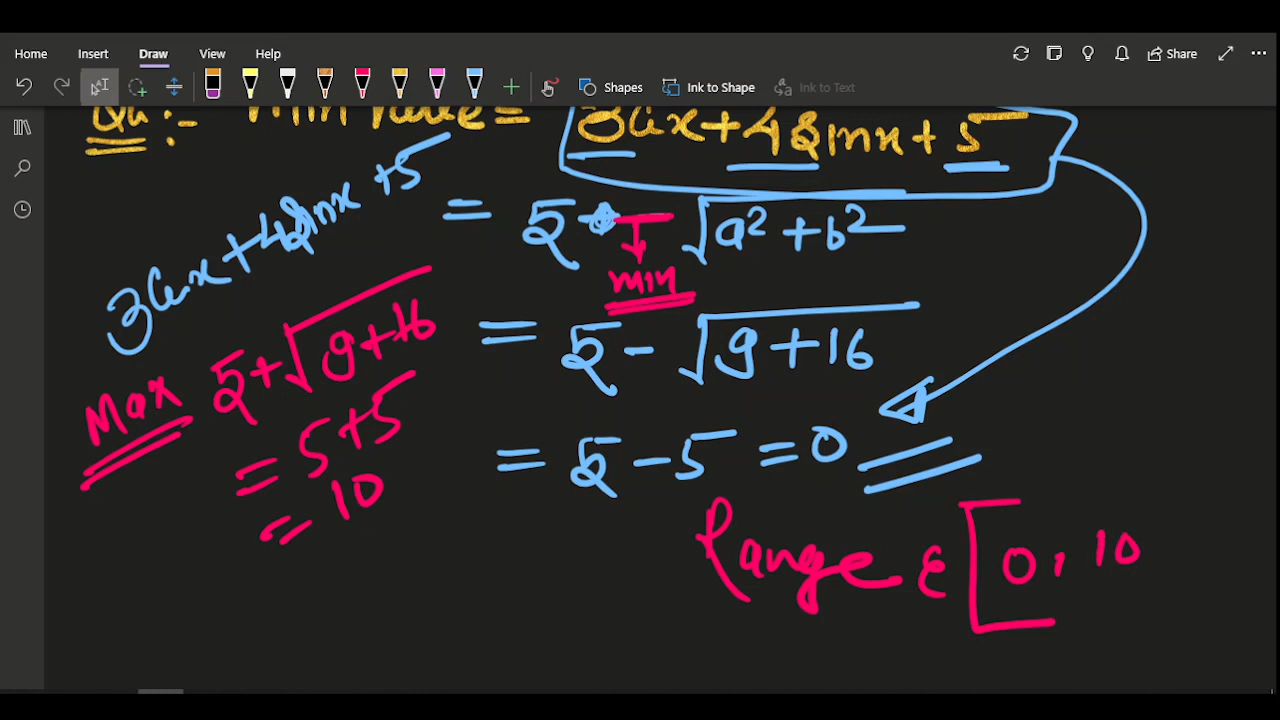 Home Insert Draw View Help Share
Shapes Ink to Shape Ink to Text
Qu :- Min Value = 3Cosx+4Sinx+5
3Cosx+4Sinx+5
= 5 - √a²+b²
min
= 5 - √9+16
Max 5+√9+16
= 5+5
= 10
= 5-5 = 0
Range ε [0, 10